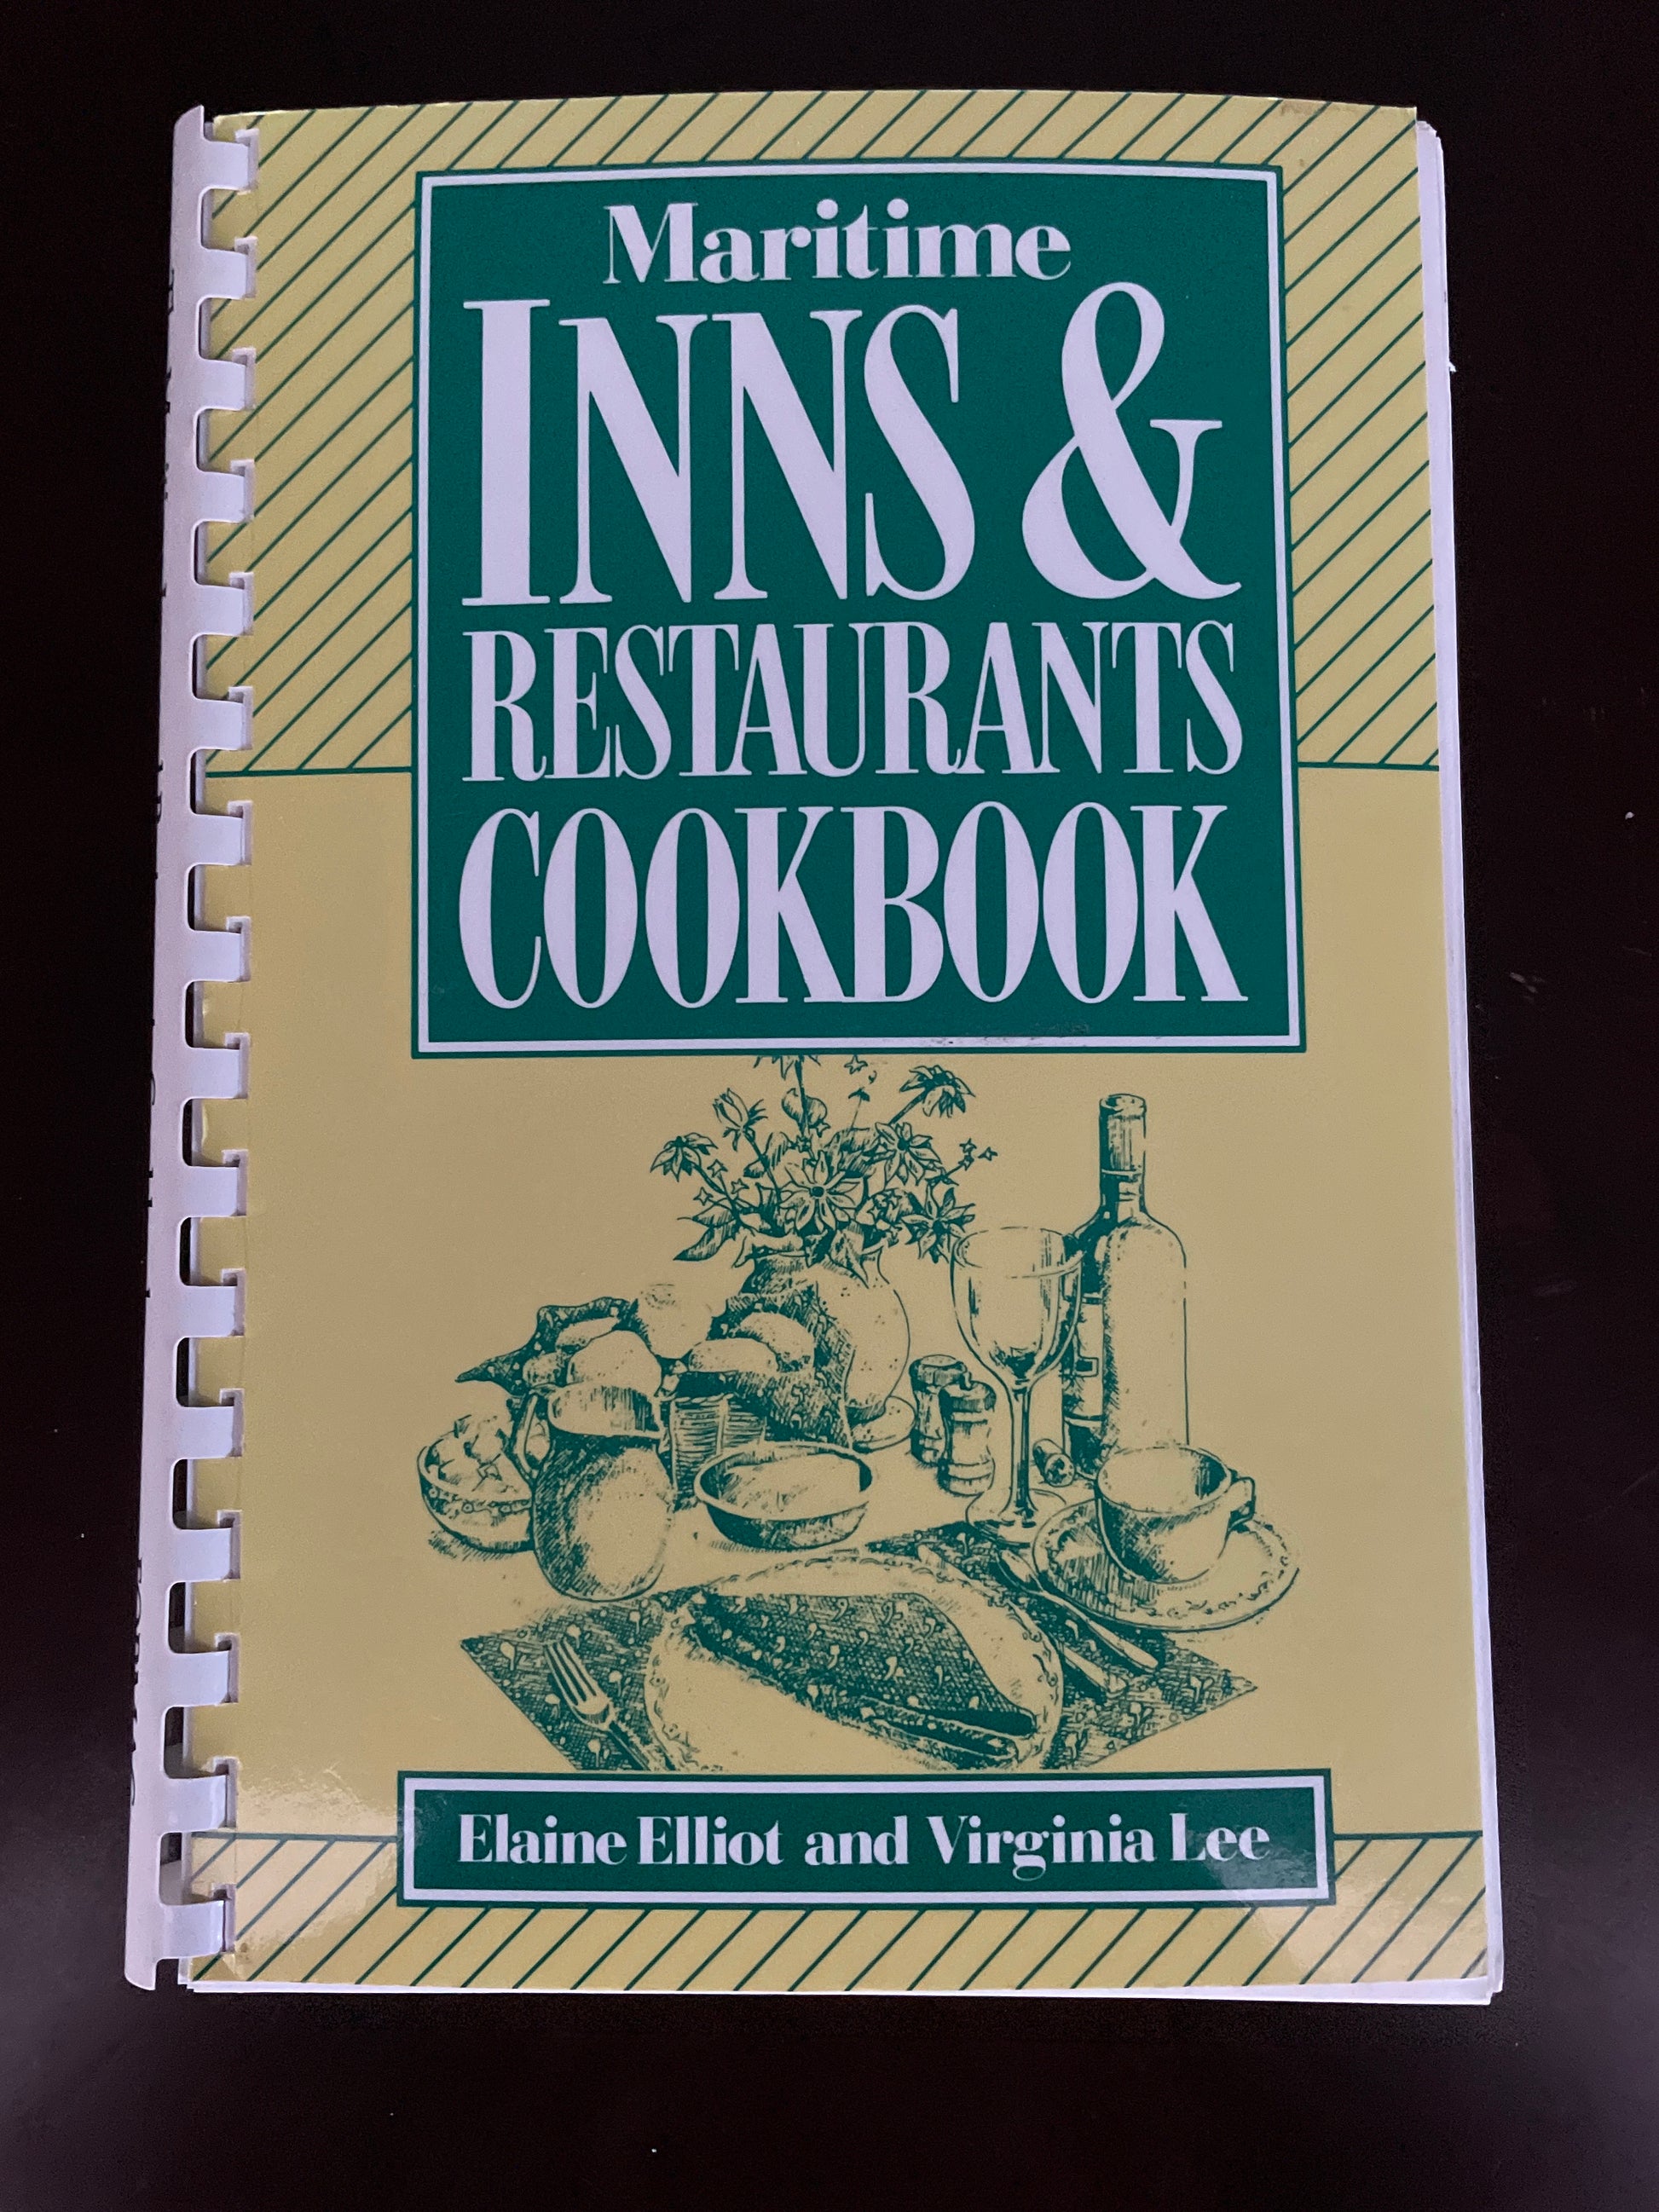 Maritime
INNS &
RESTAURANTS
COOKBOOK
Elaine Elliot and Virginia Lee